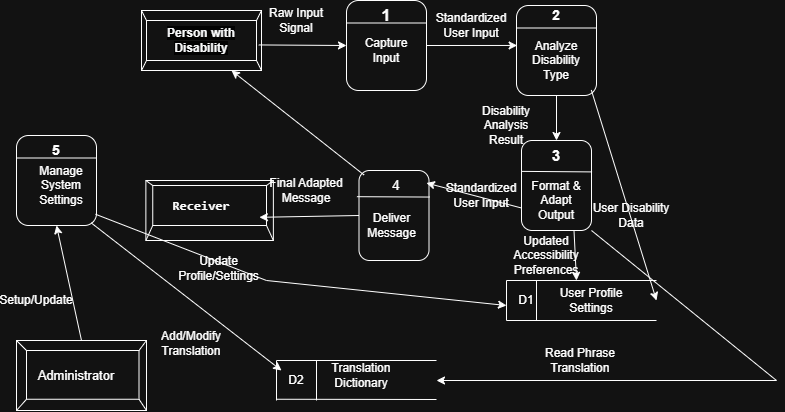 Raw Input
Signal
1
Standardized
User Input
2
Person with
Disability
Capture
Input
Analyze
Disability
Type
Disability
Analysis
Result
5
Manage
System
Settings
3
Format &
Adapt
Output
Final Adapted
Message
4
Deliver
Message
Standardized
User Input
Receiver
User Disability
Data
Updated
Accessibility
Preferences
Update
Profile/Settings
D1
User Profile
Settings
Setup/Update
Add/Modify
Translation
Administrator
D2
Translation
Dictionary
Read Phrase
Translation